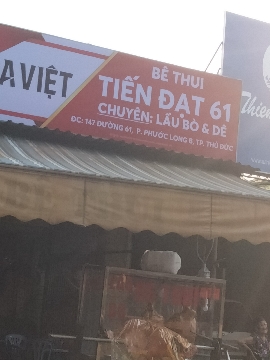 A VIỆT
BÊ THUI
TIẾN ĐẠT 61
CHUYÊN: LẨU BÒ & DÊ
ĐC: 147 ĐƯỜNG 61, P. PHƯỚC LONG B, TP. THỦ ĐỨC
Thien